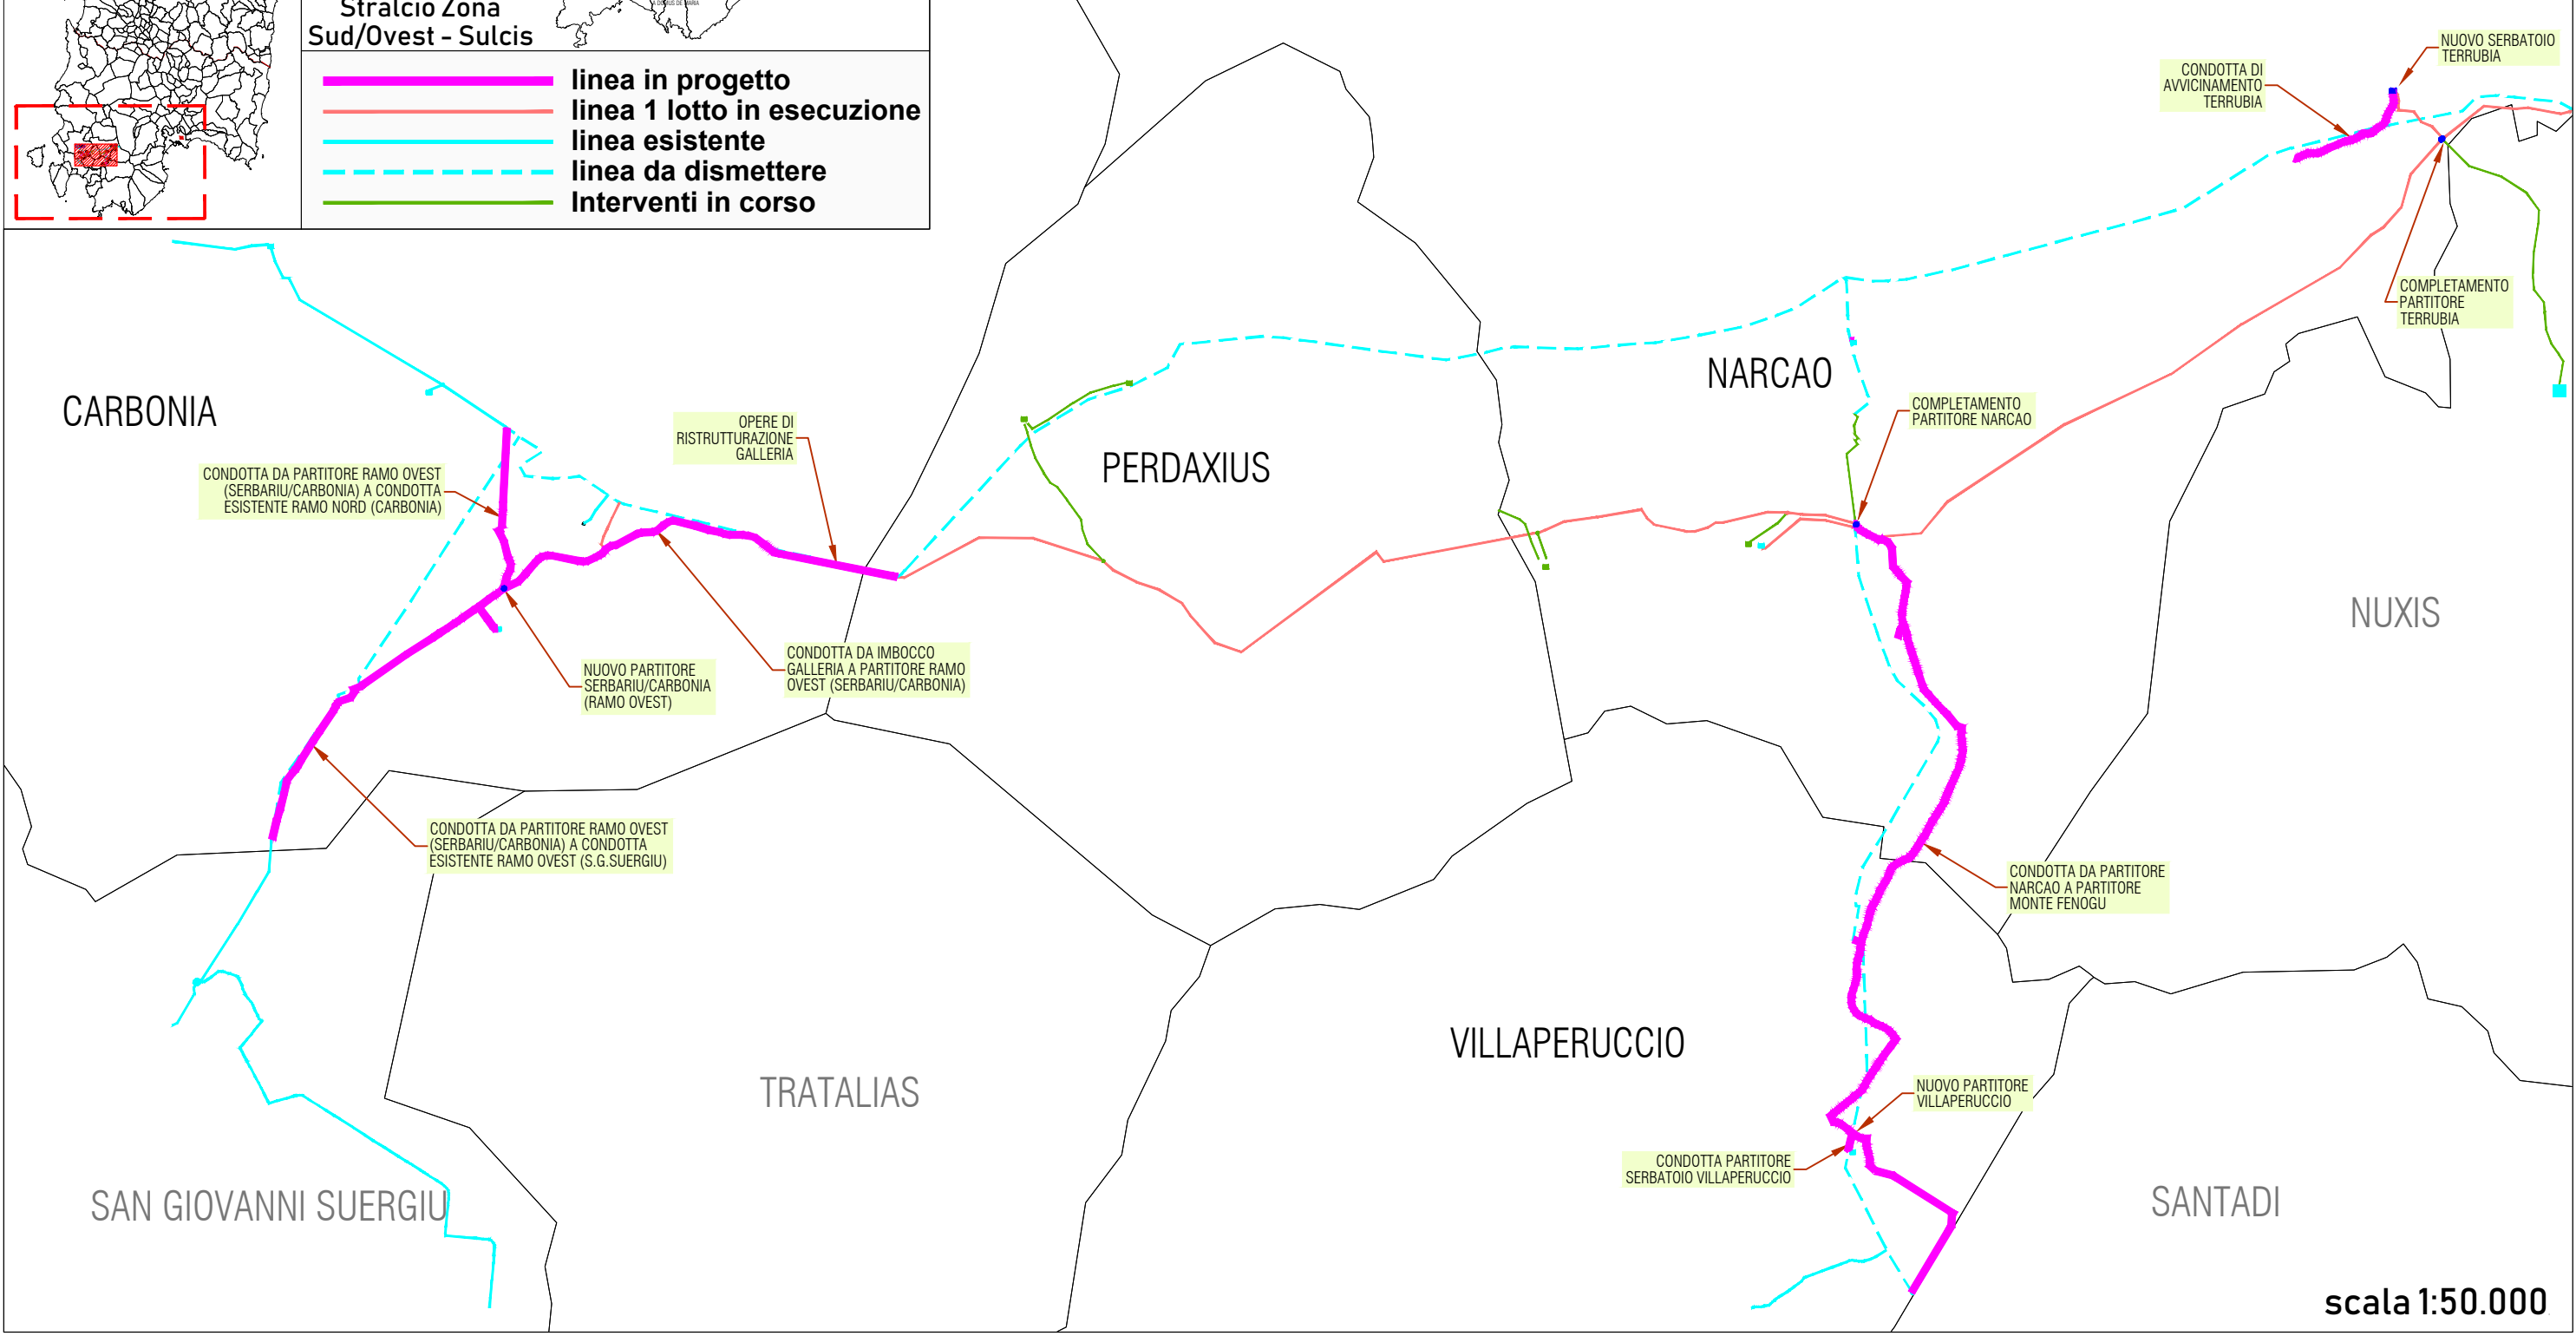 Stralcio Zona
Sud/Ovest - Sulcis
linea in progetto
linea 1 lotto in esecuzione
linea esistente
linea da dismettere
Interventi in corso
NUOVO SERBATOIO
TERRUBIA
CONDOTTA DI
AVVICINAMENTO
TERRUBIA
COMPLETAMENTO
PARTITORE
TERRUBIA
NARCAO
CARBONIA
COMPLETAMENTO
PARTITORE NARCAO
OPERE DI
RISTRUTTURAZIONE
GALLERIA
PERDAXIUS
CONDOTTA DA PARTITORE RAMO OVEST
(SERBARIU/CARBONIA) A CONDOTTA
ESISTENTE RAMO NORD (CARBONIA)
NUXIS
CONDOTTA DA IMBOCCO
GALLERIA A PARTITORE RAMO
OVEST (SERBARIU/CARBONIA)
NUOVO PARTITORE
SERBARIU/CARBONIA
(RAMO OVEST)
CONDOTTA DA PARTITORE RAMO OVEST
(SERBARIU/CARBONIA) A CONDOTTA
ESISTENTE RAMO OVEST (S.G.SUERGIU)
CONDOTTA DA PARTITORE
NARCAO A PARTITORE
MONTE FENOGU
VILLAPERUCCIO
TRATALIAS
NUOVO PARTITORE
VILLAPERUCCIO
CONDOTTA PARTITORE
SERBATOIO VILLAPERUCCIO
SAN GIOVANNI SUERGIU
SANTADI
scala 1:50.000